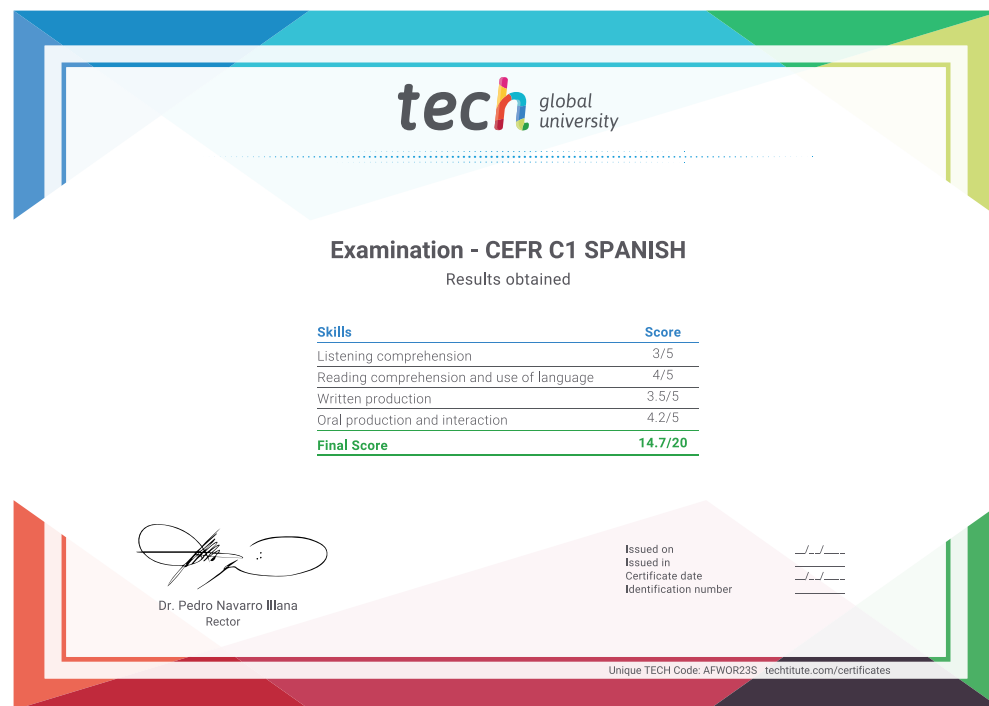 tech global university
Examination - CEFR C1 SPANISH
Results obtained
Skills Score
Listening comprehension 3/5
Reading comprehension and use of language 4/5
Written production 3.5/5
Oral production and interaction 4.2/5
Final Score 14.7/20
Dr. Pedro Navarro Illana
Rector
Issued on __/__/____
Issued in ________
Certificate date __/__/____
Identification number ________
Unique TECH Code: AFWOR23S techtitute.com/certificates